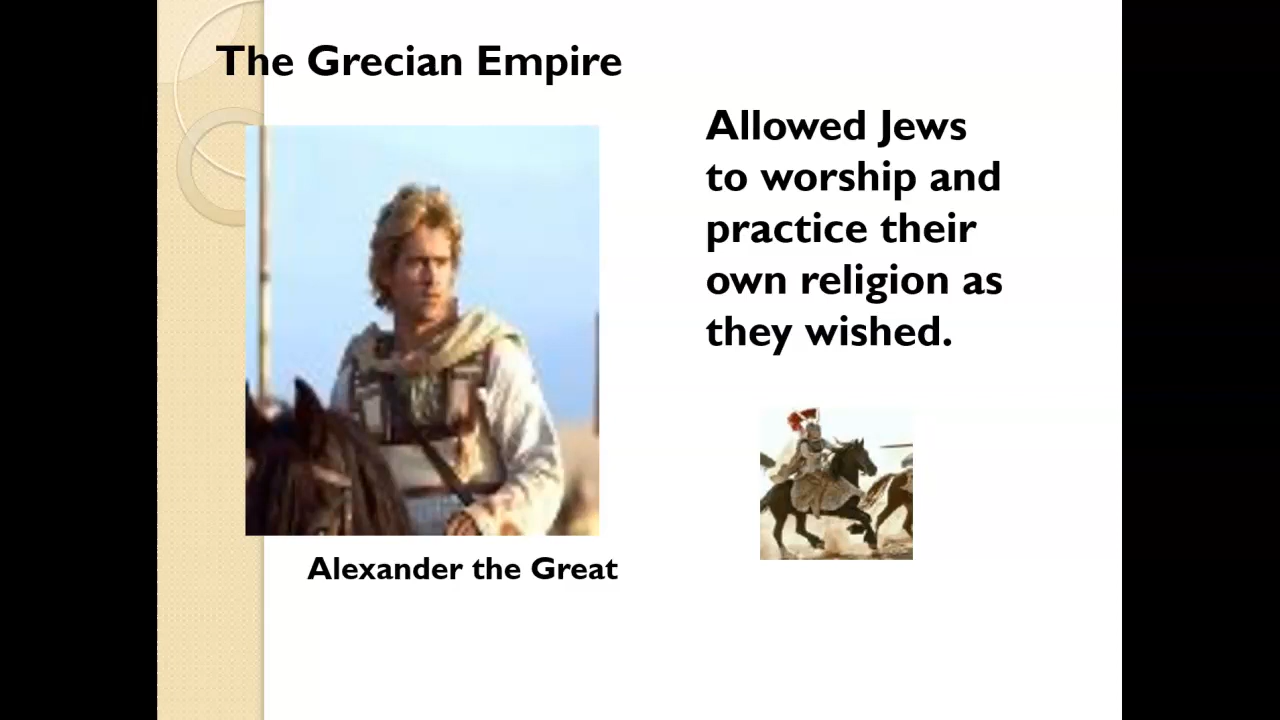 The Grecian Empire
Allowed Jews
to worship and
practice their
own religion as
they wished.
Alexander the Great